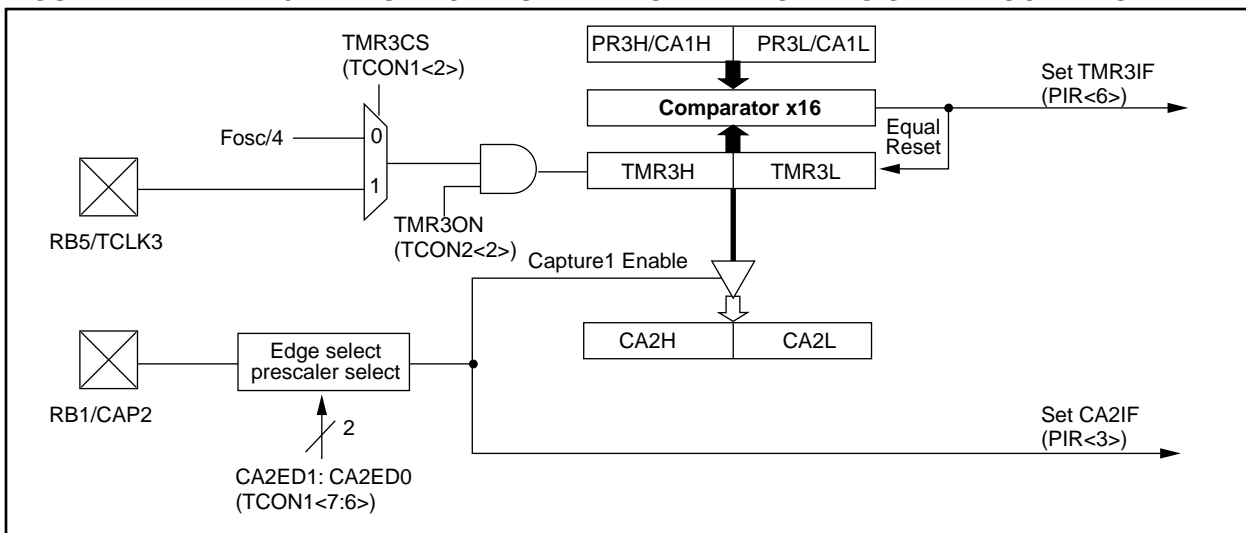 TMR3CS
(TCON1<2>)
PR3H/CA1H PR3L/CA1L
Set TMR3IF
(PIR<6>)
Comparator x16
Fosc/4
0
Equal
Reset
1
TMR3H TMR3L
RB5/TCLK3
TMR3ON
(TCON2<2>)
Capture1 Enable
CA2H CA2L
Edge select
prescaler select
RB1/CAP2
2
Set CA2IF
(PIR<3>)
CA2ED1: CA2ED0
(TCON1<7:6>)